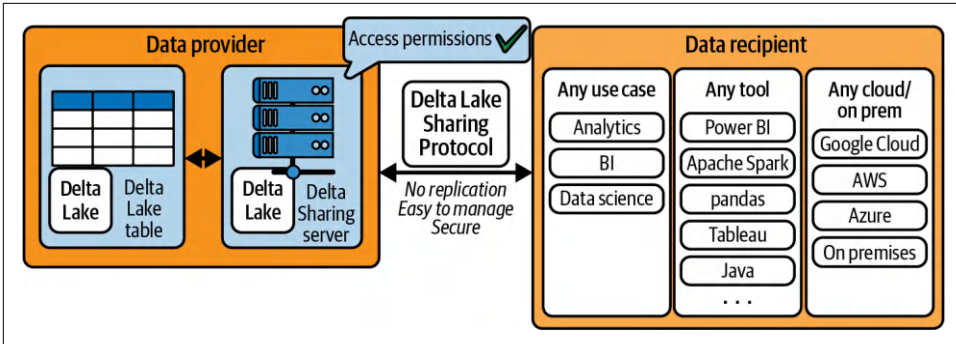 Data provider
Access permissions
Delta
Lake
Delta
Lake
table
Delta
Lake
Delta
Sharing
server
Delta Lake
Sharing
Protocol
No replication
Easy to manage
Secure
Data recipient
Any use case
Analytics
BI
Data science
Any tool
Power BI
Apache Spark
pandas
Tableau
Java
. . .
Any cloud/
on prem
Google Cloud
AWS
Azure
On premises